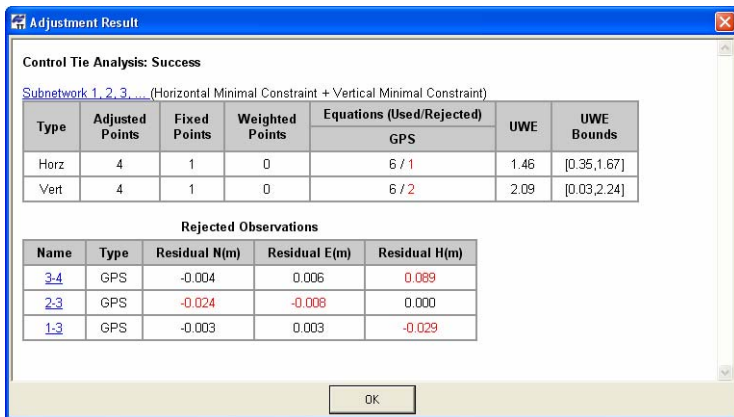 Adjustment Result
Control Tie Analysis: Success
Subnetwork 1, 2, 3, ... (Horizontal Minimal Constraint + Vertical Minimal Constraint)
Type Adjusted Points Fixed Points Weighted Points Equations (Used/Rejected) GPS UWE UWE Bounds
Horz 4 1 0 6 / 1 1.46 [0.35,1.67]
Vert 4 1 0 6 / 2 2.09 [0.03,2.24]
Rejected Observations
Name Type Residual N(m) Residual E(m) Residual H(m)
3-4 GPS -0.004 0.006 0.089
2-3 GPS -0.024 -0.008 0.000
1-3 GPS -0.003 0.003 -0.029
OK